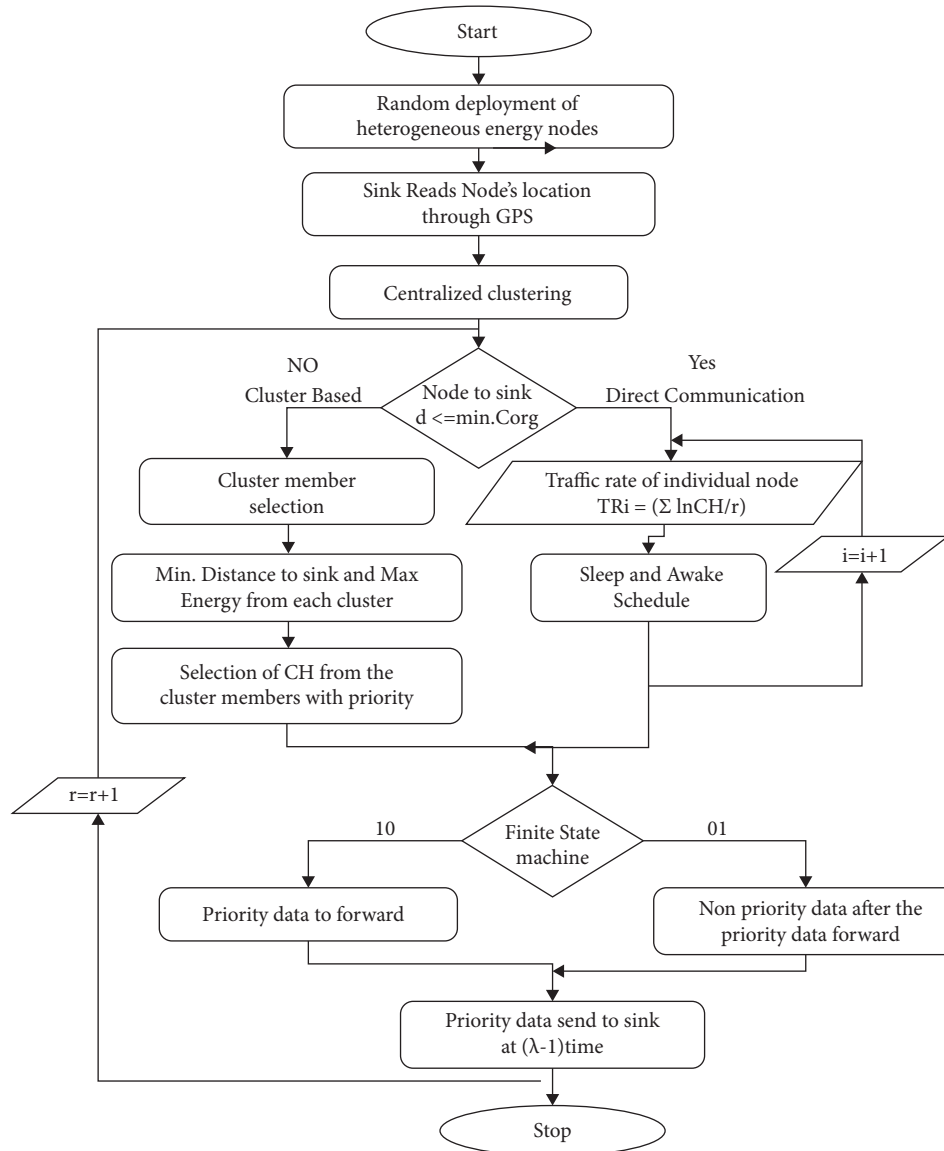 Start
Random deployment of
heterogeneous energy nodes
Sink Reads Node's location
through GPS
Centralized clustering
NO
Cluster Based
Node to sink
d <=min.Corg
Yes
Direct Communication
Cluster member
selection
Traffic rate of individual node
TRi = (Σ lnCH/r)
i=i+1
Min. Distance to sink and Max
Energy from each cluster
Sleep and Awake
Schedule
Selection of CH from the
cluster members with priority
r=r+1
10
Finite State
machine
01
Priority data to forward
Non priority data after the
priority data forward
Priority data send to sink
at (λ-1)time
Stop